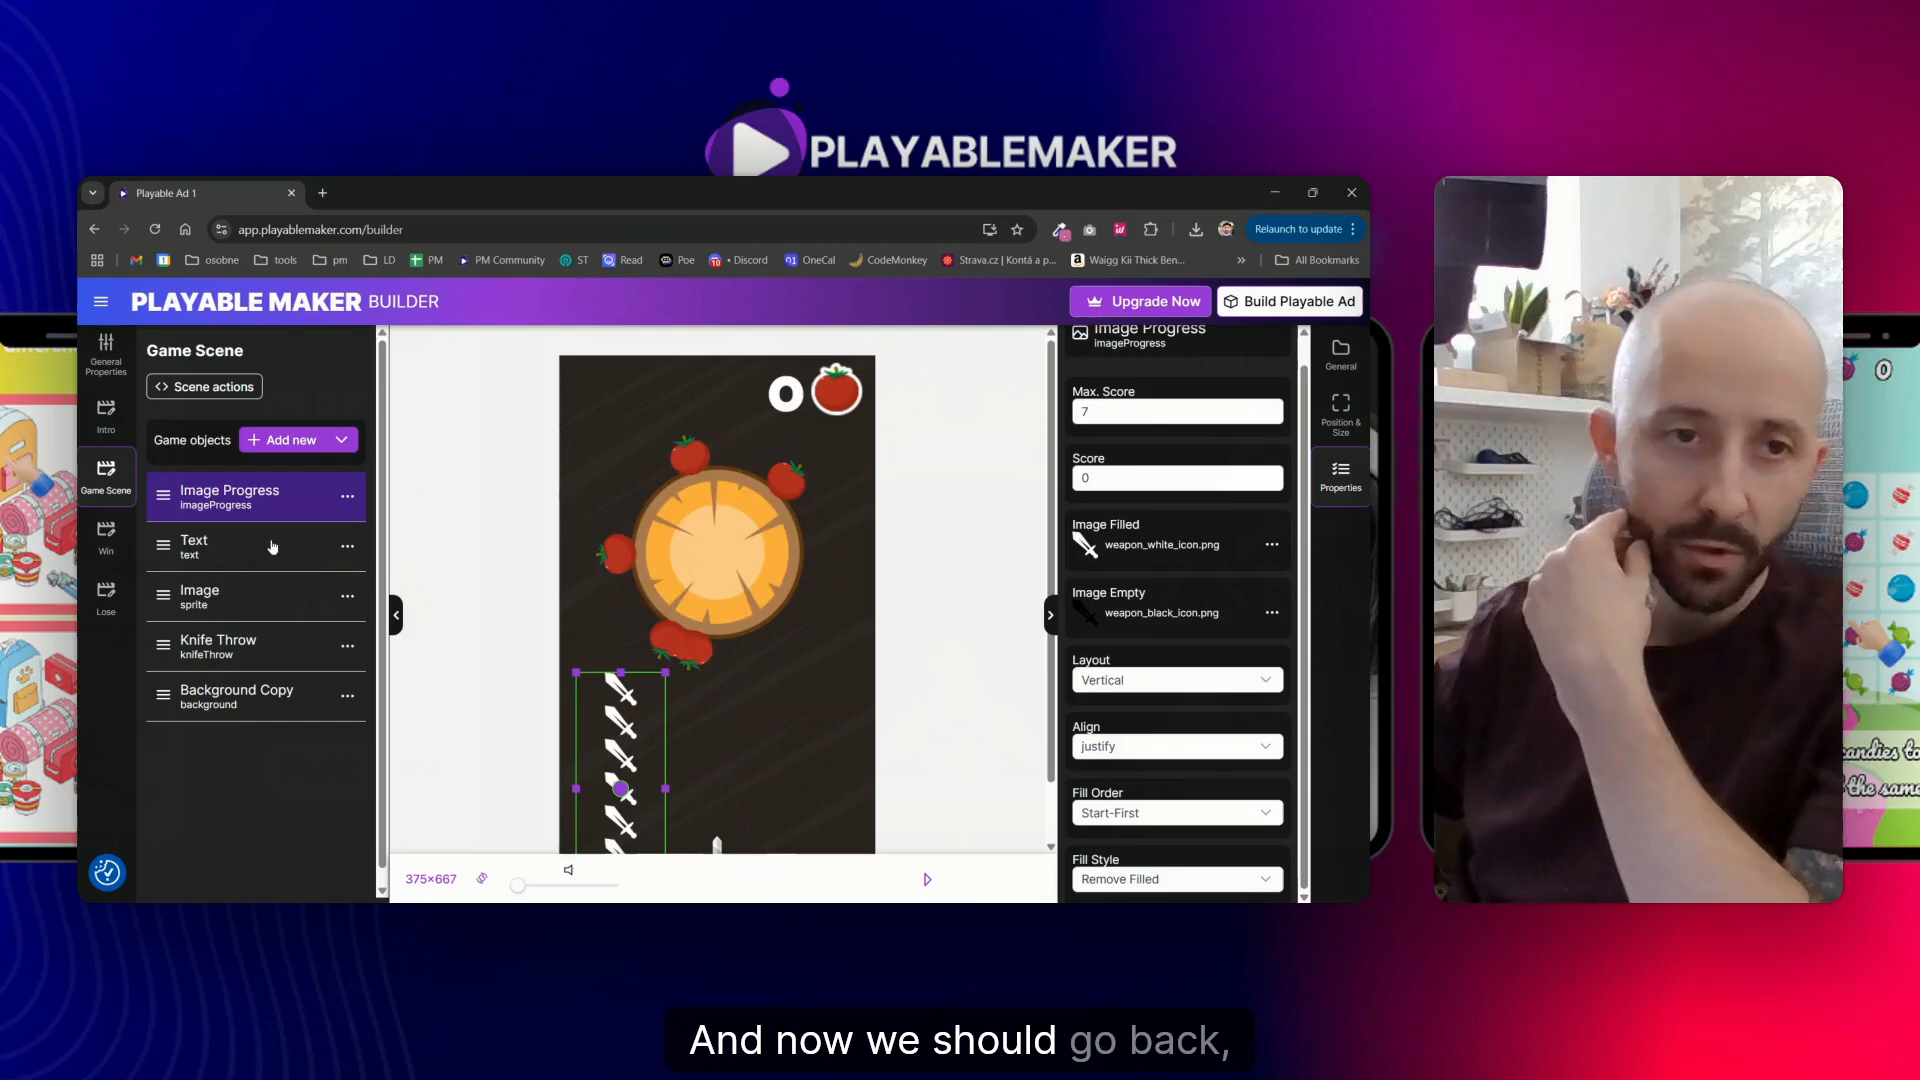 PLAYABLEMAKER
Playable Ad 1
app.playablemaker.com/builder
Relaunch to update
osobne
tools
pm
LD
PM
PM Community
ST
Read
Poe
• Discord
OneCal
CodeMonkey
Strava.cz | Kontá a p...
Waigg Kii Thick Ben...
»
All Bookmarks
PLAYABLE MAKER BUILDER
Upgrade Now
Build Playable Ad
General Properties
Intro
Game Scene
Win
Lose
Game Scene
<> Scene actions
Game objects
+ Add new
Image Progress
imageProgress
Text
text
Image
sprite
Knife Throw
knifeThrow
Background Copy
background
0
375×667
Image Progress
imageProgress
Max. Score
7
Score
0
Image Filled
weapon_white_icon.png
Image Empty
weapon_black_icon.png
Layout
Vertical
Align
justify
Fill Order
Start-First
Fill Style
Remove Filled
General
Position & Size
Properties
0
candies to
the same
And now we should go back,